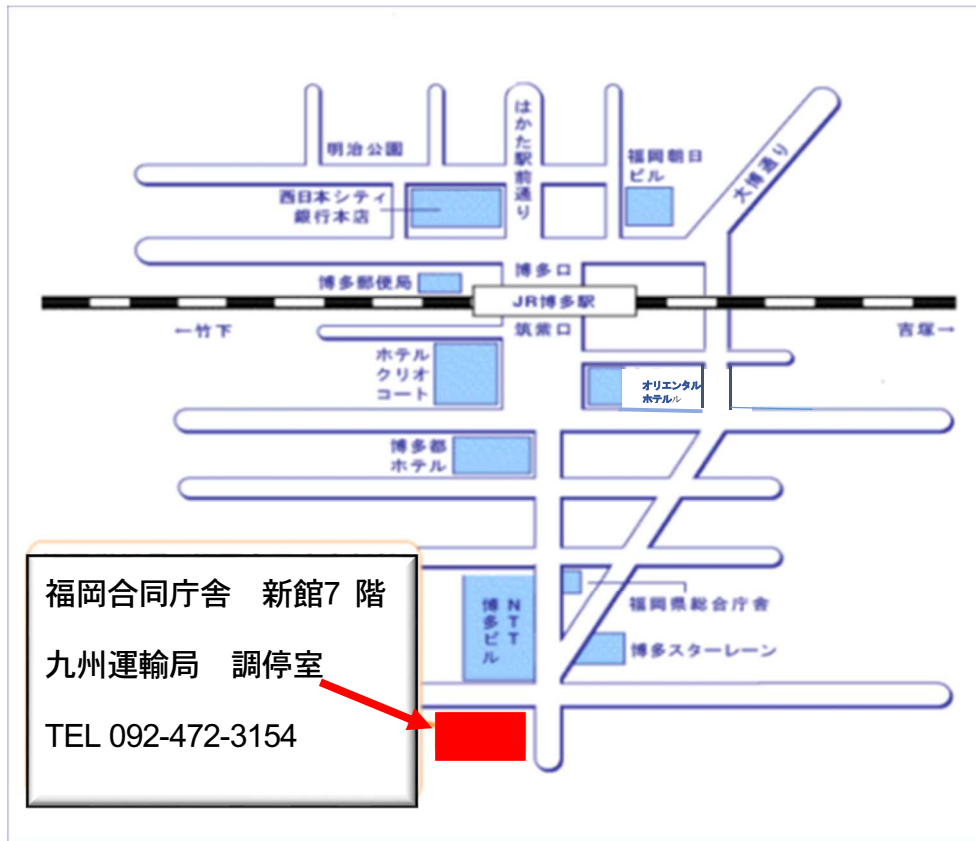 はかた駅前通り
明治公園
福岡朝日
ビル
大博通り
西日本シティ
銀行本店
博多口
博多郵便局
JR博多駅
←竹下
筑紫口
吉塚→
ホテル
クリオ
コート
オリエンタル
ホテルル
博多都
ホテル
福岡合同庁舎　新館7 階
九州運輸局　調停室
TEL 092-472-3154
NTT
博多ビル
福岡県総合庁舎
博多スターレーン